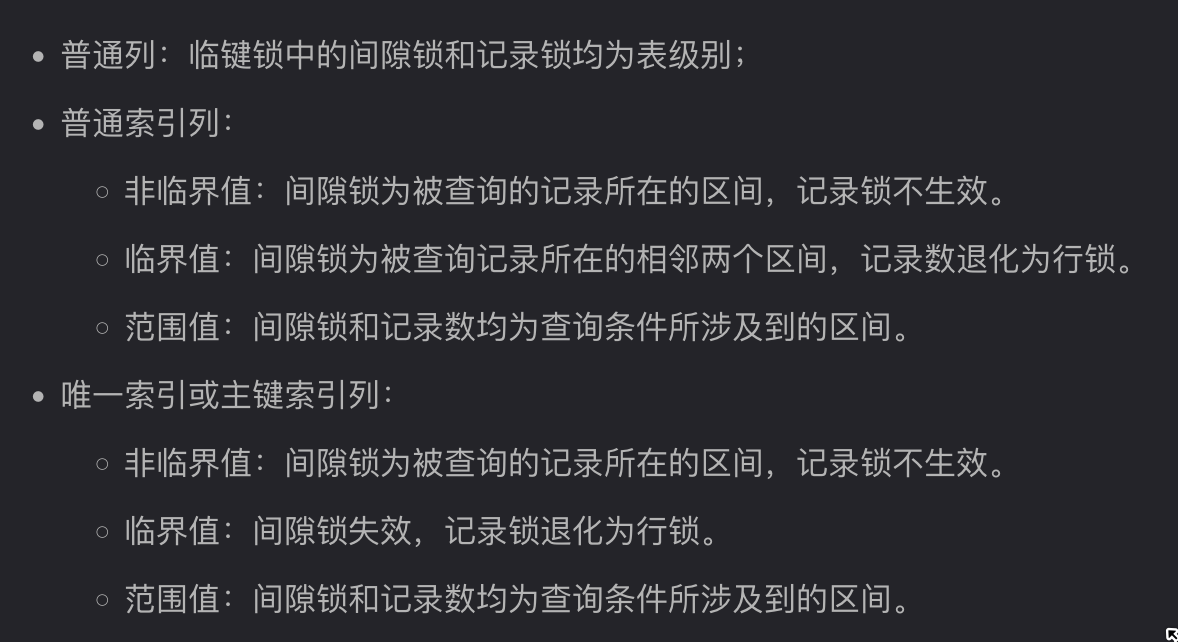 普通列：临键锁中的间隙锁和记录锁均为表级别；
普通索引列：
非临界值：间隙锁为被查询的记录所在的区间，记录锁不生效。
临界值：间隙锁为被查询记录所在的相邻两个区间，记录数退化为行锁。
范围值：间隙锁和记录数均为查询条件所涉及到的区间。
唯一索引或主键索引列：
非临界值：间隙锁为被查询的记录所在的区间，记录锁不生效。
临界值：间隙锁失效，记录锁退化为行锁。
范围值：间隙锁和记录数均为查询条件所涉及到的区间。